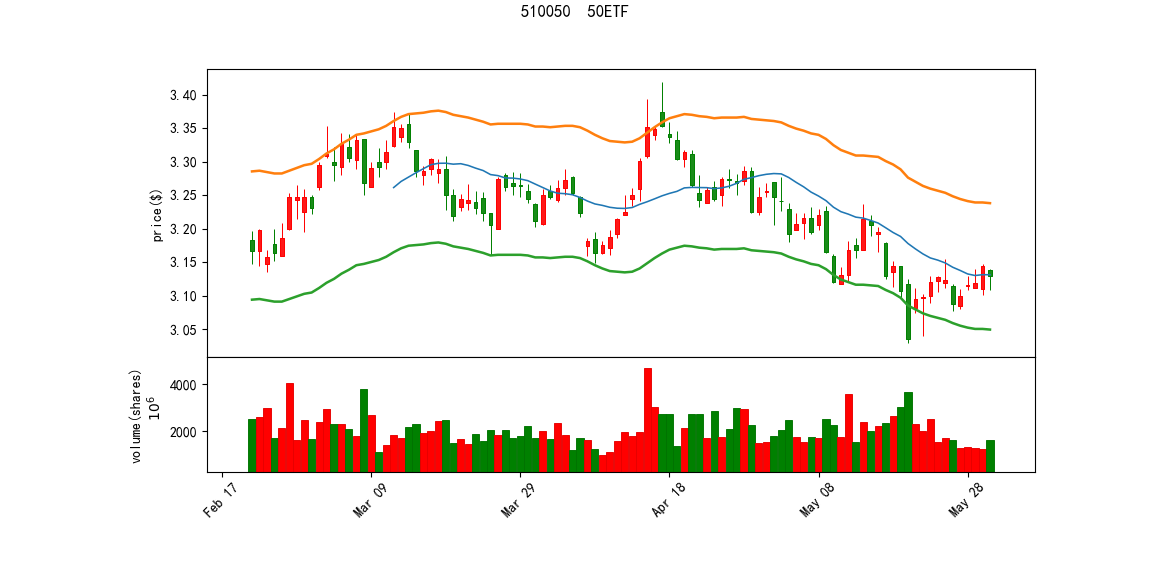 510050  50ETF
price($)
3.40
3.35
3.30
3.25
3.20
3.15
3.10
3.05
volume(shares)
10^6
4000
2000
Feb 17
Mar 09
Mar 29
Apr 18
May 08
May 28